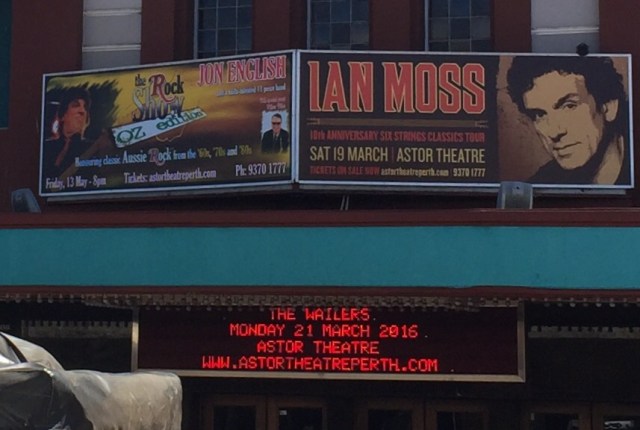 the Rock
Show
OZ edition
JON ENGLISH
Honouring classic Aussie Rock from the '60s, '70s and '80s
Friday, 13 May - 8pm Tickets: astortheatreperth.com Ph: 9370 1777
IAN MOSS
10th ANNIVERSARY SIX STRINGS CLASSICS TOUR
SAT 19 MARCH | ASTOR THEATRE
TICKETS ON SALE NOW astortheatreperth.com 9370 1777
THE WAILERS
MONDAY 21 MARCH 2016
ASTOR THEATRE
WWW.ASTORTHEATREPERTH.COM